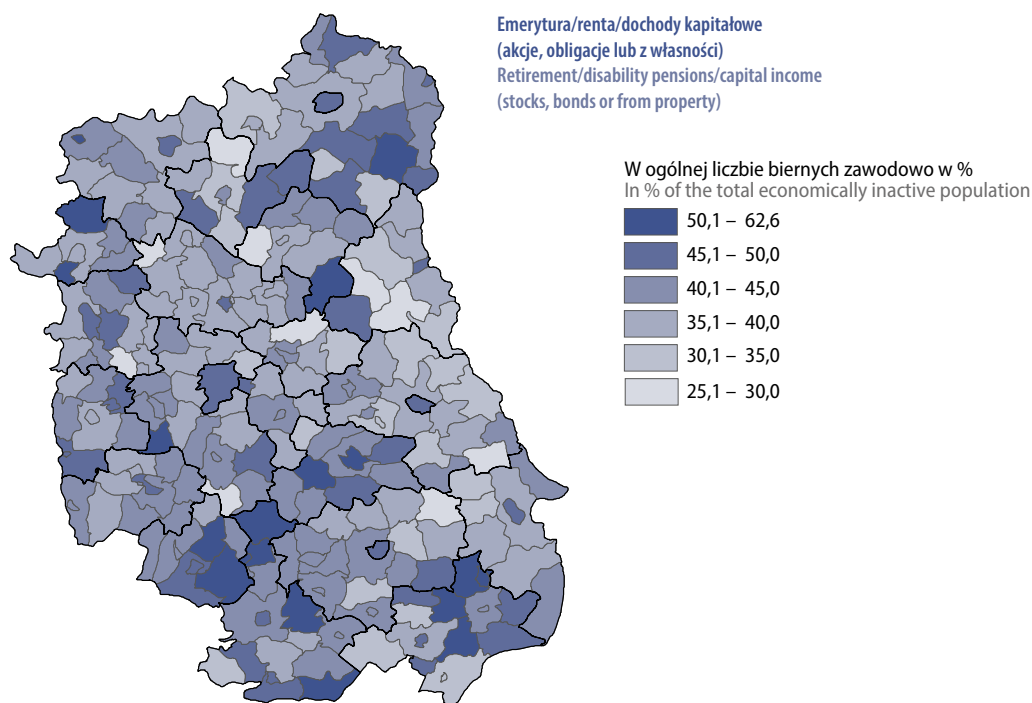 Emerytura/renta/dochody kapitałowe
(akcje, obligacje lub z własności)
Retirement/disability pensions/capital income
(stocks, bonds or from property)
W ogólnej liczbie biernych zawodowo w %
In % of the total economically inactive population
50,1 – 62,6
45,1 – 50,0
40,1 – 45,0
35,1 – 40,0
30,1 – 35,0
25,1 – 30,0